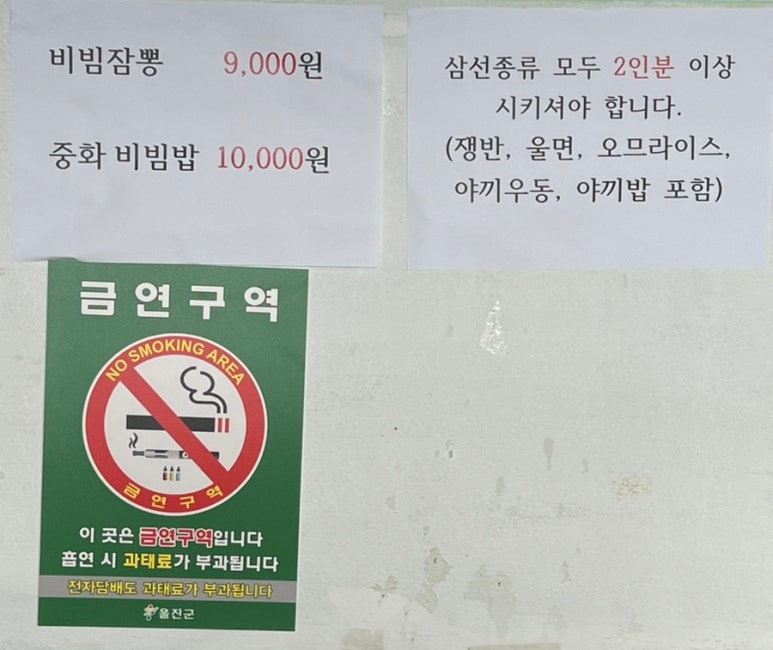 비빔잠뽕 9,000원
중화 비빔밥 10,000원
삼선종류 모두 2인분 이상
시키셔야 합니다.
(쟁반, 울면, 오므라이스,
야끼우동, 야끼밥 포함)
금연구역
NO SMOKING AREA
금연구역
이 곳은 금연구역입니다
흡연 시 과태료가 부과됩니다
전자담배도 과태료가 부과됩니다
울진군